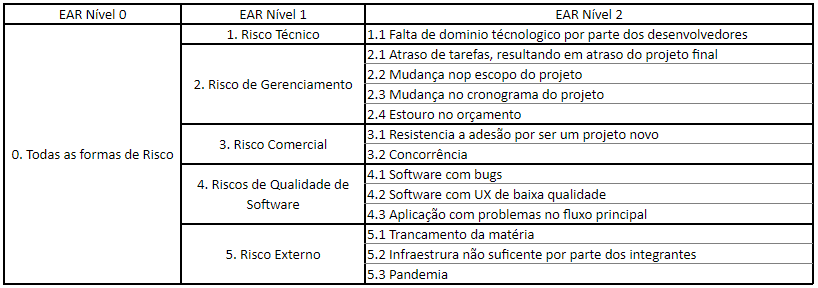 EAR Nível 0
EAR Nível 1
EAR Nível 2
0. Todas as formas de Risco
1. Risco Técnico
1.1 Falta de dominio técnologico por parte dos desenvolvedores
2. Risco de Gerenciamento
2.1 Atraso de tarefas, resultando em atraso do projeto final
2.2 Mudança nop escopo do projeto
2.3 Mudança no cronograma do projeto
2.4 Estouro no orçamento
3. Risco Comercial
3.1 Resistencia a adesão por ser um projeto novo
3.2 Concorrência
4. Riscos de Qualidade de
Software
4.1 Software com bugs
4.2 Software com UX de baixa qualidade
4.3 Aplicação com problemas no fluxo principal
5. Risco Externo
5.1 Trancamento da matéria
5.2 Infraestrura não suficente por parte dos integrantes
5.3 Pandemia